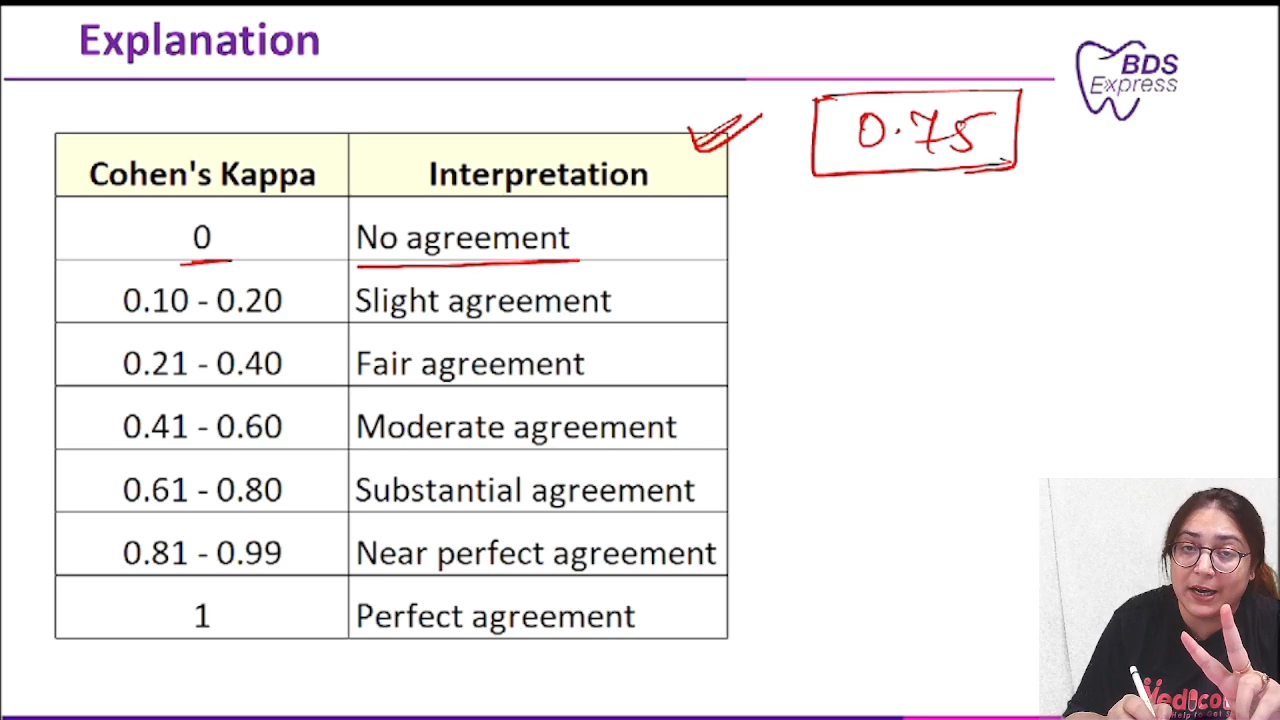 Explanation
BDS
Express
0.75
Cohen's Kappa Interpretation
0 No agreement
0.10 - 0.20 Slight agreement
0.21 - 0.40 Fair agreement
0.41 - 0.60 Moderate agreement
0.61 - 0.80 Substantial agreement
0.81 - 0.99 Near perfect agreement
1 Perfect agreement